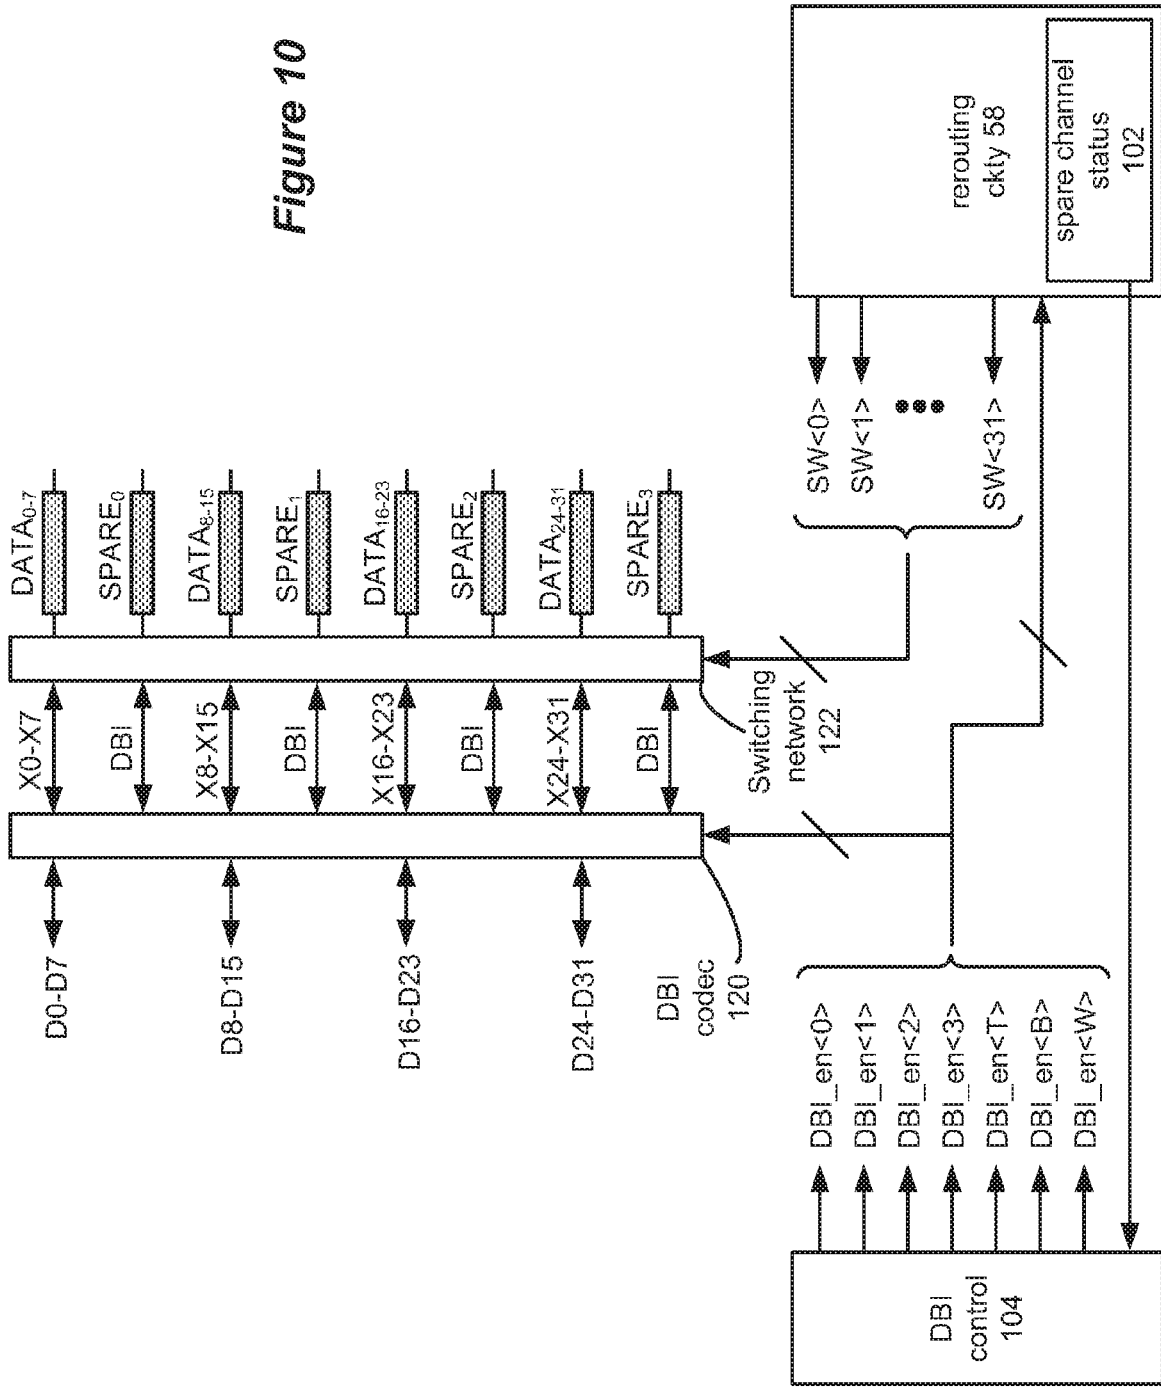 Figure 10
D0-D7
X0-X7
DATA0-7
DBI
SPARE0
D8-D15
X8-X15
DATA8-15
DBI
SPARE1
D16-D23
X16-X23
DATA16-23
DBI
SPARE2
D24-D31
X24-X31
DATA24-31
DBI
SPARE3
DBI
codec
120
Switching
network
122
DBI
control
104
DBI_en<0>
DBI_en<1>
DBI_en<2>
DBI_en<3>
DBI_en<T>
DBI_en<B>
DBI_en<W>
SW<0>
SW<1>
SW<31>
rerouting
ckty 58
spare channel
status
102